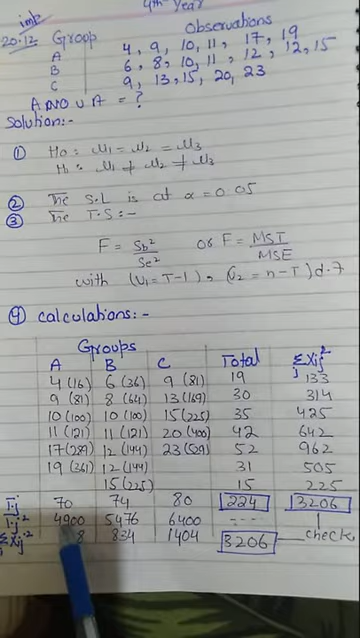 4th Year
imp
20.12 Group Observations
A 4, 9, 10, 11, 17, 19
B 6, 8, 10, 11, 12, 12, 15
C 9, 13, 15, 20, 23
ANOVA = ?
Solution:-
① H₀: μ₁ = μ₂ = μ₃
H₁: μ₁ ≠ μ₂ ≠ μ₃
② The S.L is at α = 0.05
③ The T.S:-
F = Sb²/Se² or F = MST/MSE
with (υ₁ = T-1), (υ₂ = n-T) d.f
④ calculations:-
Groups
A B C Total ΣXij²
4 (16) 6 (36) 9 (81) 19 133
9 (81) 8 (64) 13 (169) 30 314
10 (100) 10 (100) 15 (225) 35 425
11 (121) 11 (121) 20 (400) 42 642
17 (289) 12 (144) 23 (529) 52 962
19 (361) 12 (144) 31 505
15 (225) 15 225
T.j 70 74 80 224 3206
T.j² 4900 5476 6400 ----
ΣXij² 8 834 1404 3206 check